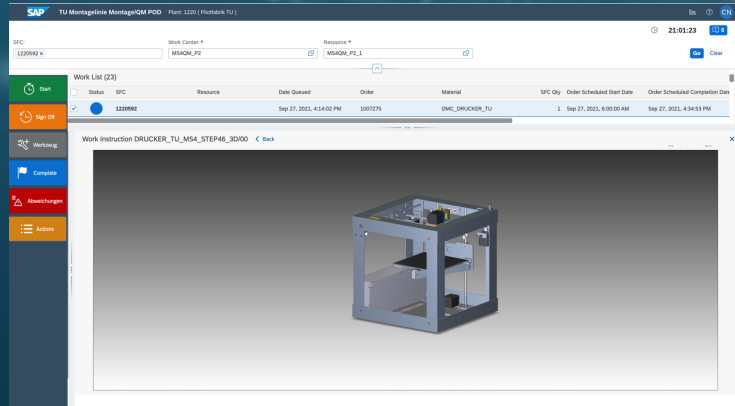 SAP TU Montagelinie Montage/QM POD Plant: 1220 ( Pilotfabrik TU ) CN
21:01:23 0
SFC: Work Center:* Resource:*
1220592 × MS4QM_P2 MS4QM_P2_1 Go Clear
Work List (23)
Status SFC Resource Date Queued Order Material SFC Qty Order Scheduled Start Date Order Scheduled Completion Date
1220592 Sep 27, 2021, 4:14:02 PM 1007275 DMC_DRUCKER_TU 1 Sep 27, 2021, 6:00:00 AM Sep 27, 2021, 4:34:53 PM
Start
Sign Off
Werkzeug
Complete
Abweichungen
Actions
Work Instruction DRUCKER_TU_MS4_STEP46_3D/00 Back